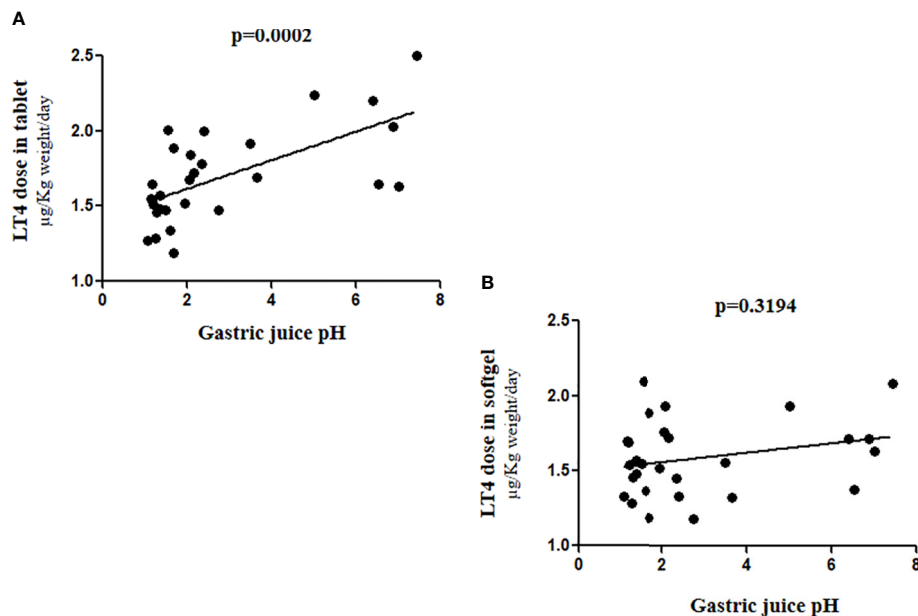 A
p=0.0002
LT4 dose in tablet
µg/Kg weight/day
2.5
2.0
1.5
1.0
0
2
4
6
8
Gastric juice pH
B
p=0.3194
LT4 dose in softgel
µg/Kg weight/day
2.5
2.0
1.5
1.0
0
2
4
6
8
Gastric juice pH